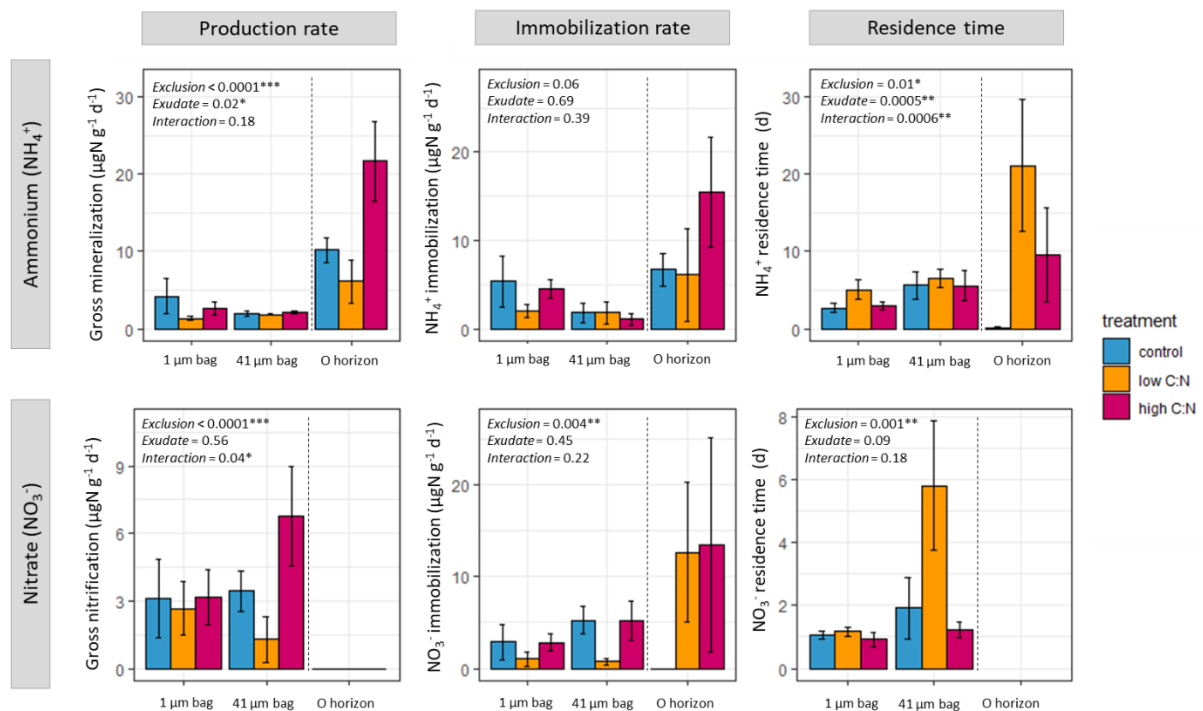 Production rate
Immobilization rate
Residence time
Ammonium (NH₄⁺)
Gross mineralization (µgN g⁻¹ d⁻¹)
30
20
10
0
Exclusion < 0.0001***
Exudate = 0.02*
Interaction = 0.18
1 µm bag 41 µm bag O horizon
NH₄⁺ immobilization (µgN g⁻¹ d⁻¹)
20
10
0
Exclusion = 0.06
Exudate = 0.69
Interaction = 0.39
1 µm bag 41 µm bag O horizon
NH₄⁺ residence time (d)
30
20
10
0
Exclusion = 0.01*
Exudate = 0.0005**
Interaction = 0.0006**
1 µm bag 41 µm bag O horizon
treatment
control
low C:N
high C:N
Nitrate (NO₃⁻)
Gross nitrification (µgN g⁻¹ d⁻¹)
9
6
3
0
Exclusion < 0.0001***
Exudate = 0.56
Interaction = 0.04*
1 µm bag 41 µm bag O horizon
NO₃⁻ immobilization (µgN g⁻¹ d⁻¹)
20
10
0
Exclusion = 0.004**
Exudate = 0.45
Interaction = 0.22
1 µm bag 41 µm bag O horizon
NO₃⁻ residence time (d)
8
6
4
2
0
Exclusion = 0.001**
Exudate = 0.09
Interaction = 0.18
1 µm bag 41 µm bag O horizon